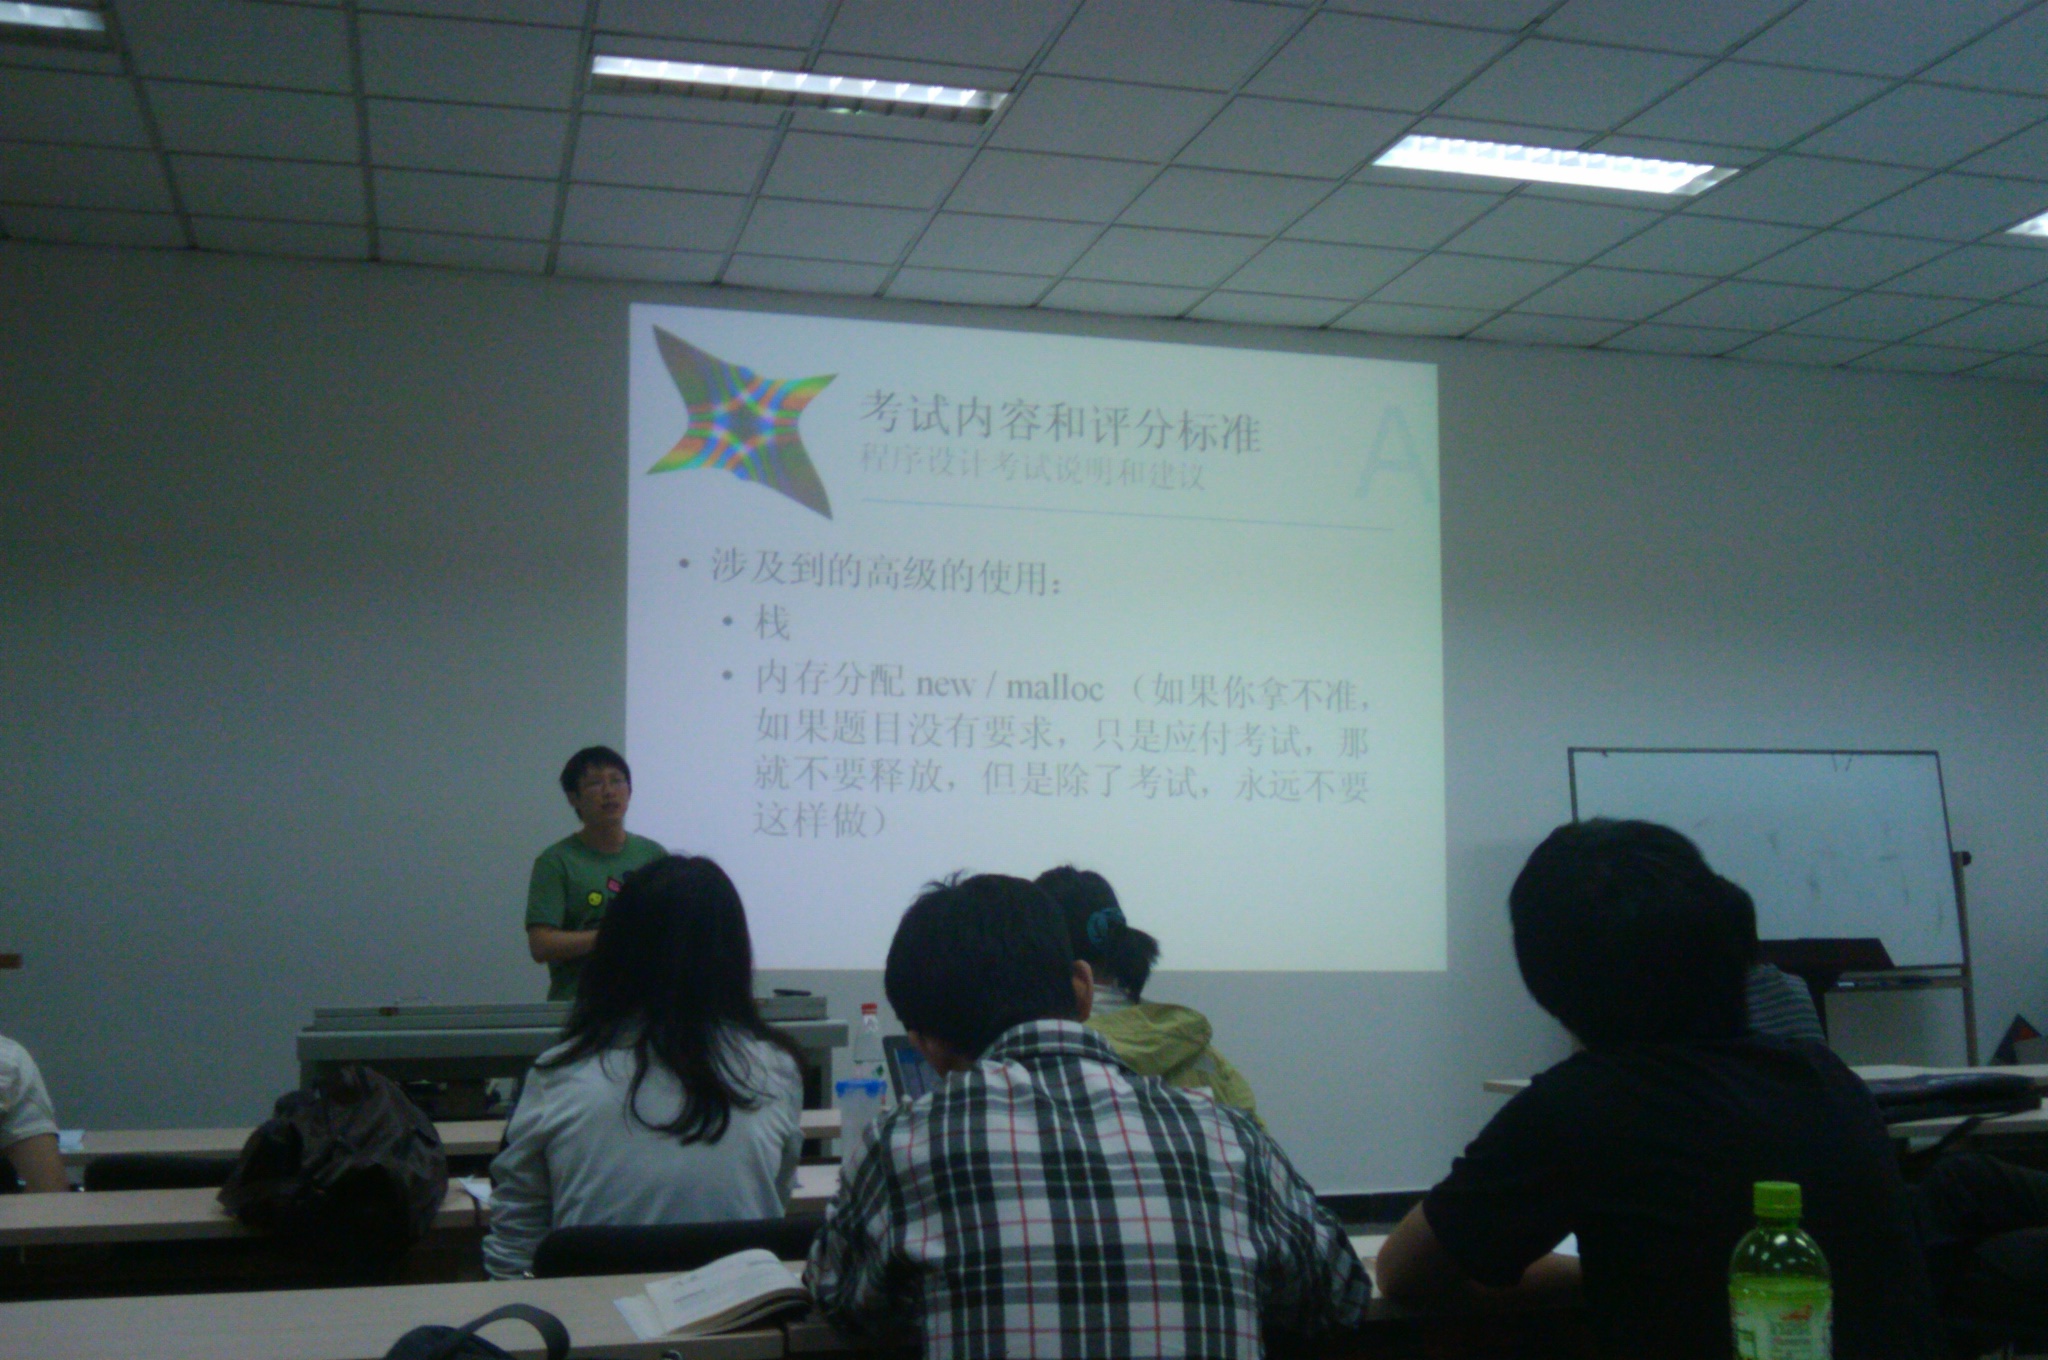 考试内容和评分标准
A
程序设计考试说明和建议
• 涉及到的高级的使用：
• 栈
• 内存分配 new / malloc （如果你拿不准，
如果题目没有要求，只是应付考试，那
就不要释放，但是除了考试，永远不要
这样做）